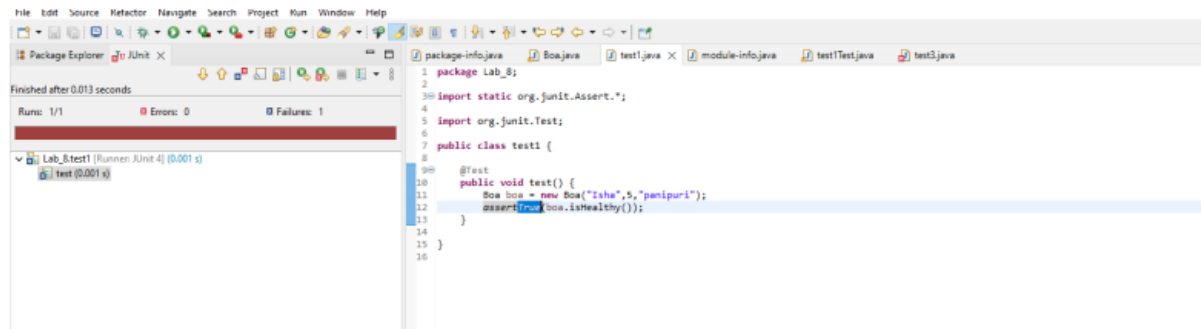 File Edit Source Refactor Navigate Search Project Run Window Help
Package Explorer JUnit
package-info.java Boa.java test1.java module-info.java test1Test.java test3.java
Finished after 0.013 seconds
Runs: 1/1 Errors: 0 Failures: 1
Lab_8.test1 [Runner: JUnit 4] (0.001 s)
test (0.001 s)
1 package Lab_8;
2
3 import static org.junit.Assert.*;
4
5 import org.junit.Test;
6
7 public class test1 {
8
9 @Test
10 public void test() {
11 Boa boa = new Boa("Isha",5,"panipuri");
12 assertTrue(boa.isHealthy());
13 }
14
15 }
16